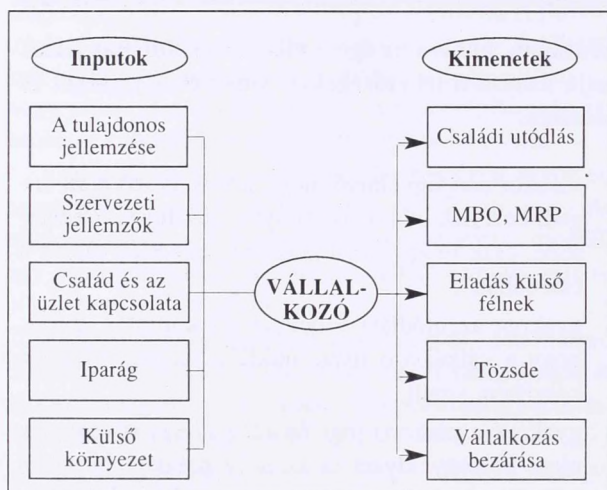 Inputok
A tulajdonos
jellemzése
Szervezeti
jellemzők
Család és az
üzlet kapcsolata
Iparág
Külső
környezet
VÁLLAL-
KOZÓ
Kimenetek
Családi utódlás
MBO, MRP
Eladás külső
félnek
Tözsde
Vállalkozás
bezárása